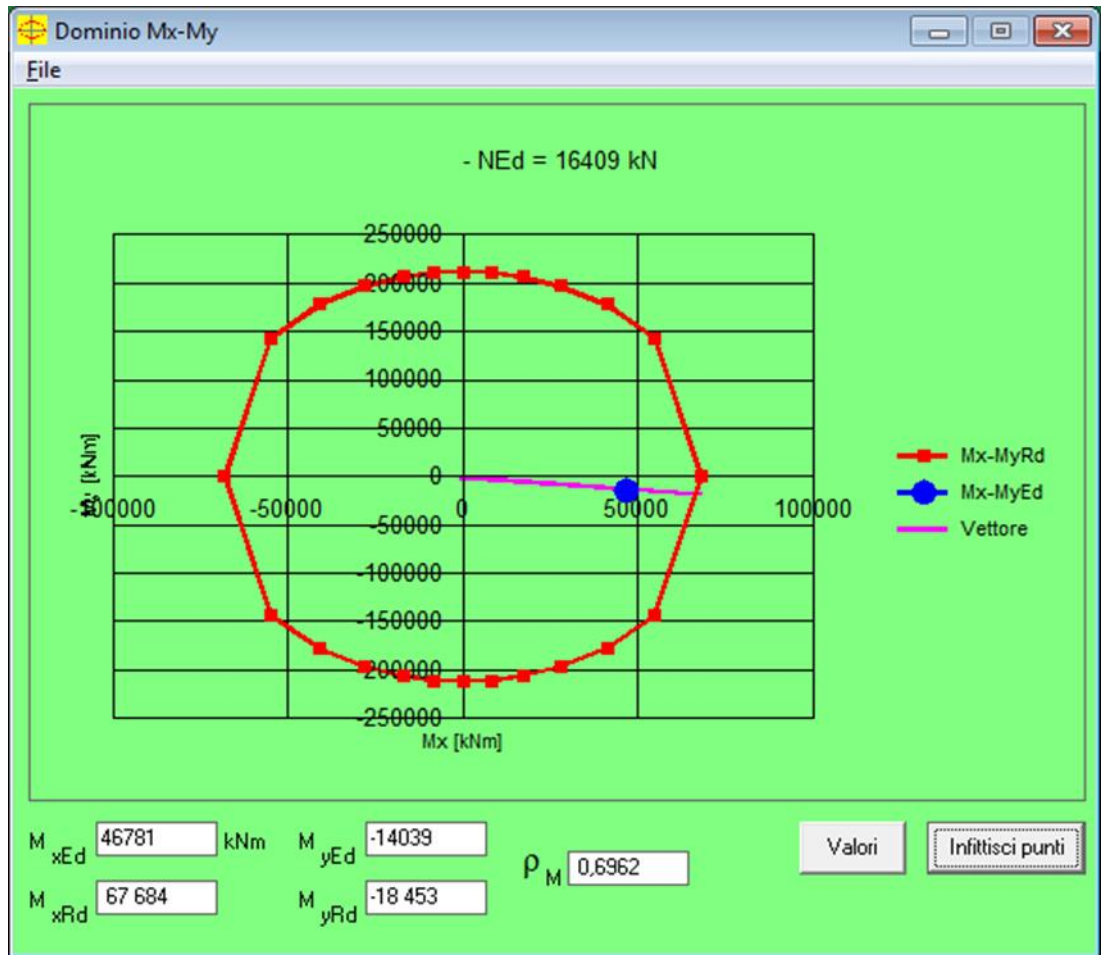 Dominio Mx-My
File
- NEd = 16409 kN
250000
200000
150000
100000
50000
0
-50000
-100000
-150000
-200000
-250000
-100000 -50000 0 50000 100000
[kNm]
Mx [kNm]
Mx-MyRd
Mx-MyEd
Vettore
M xEd 46781 kNm M yEd -14039
M xRd 67 684 M yRd -18 453
ρ M 0,6962
Valori Infittisci punti